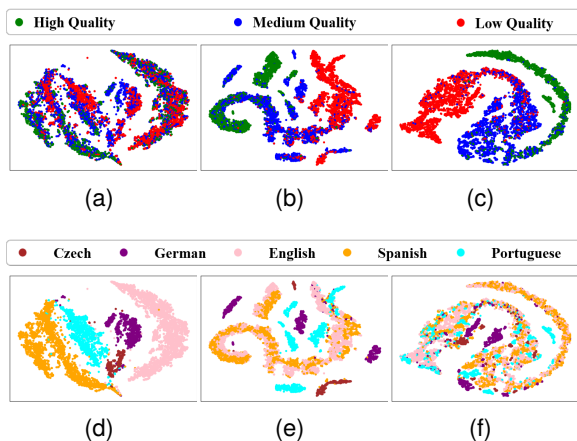 High Quality Medium Quality Low Quality
(a) (b) (c)
Czech German English Spanish Portuguese
(d) (e) (f)